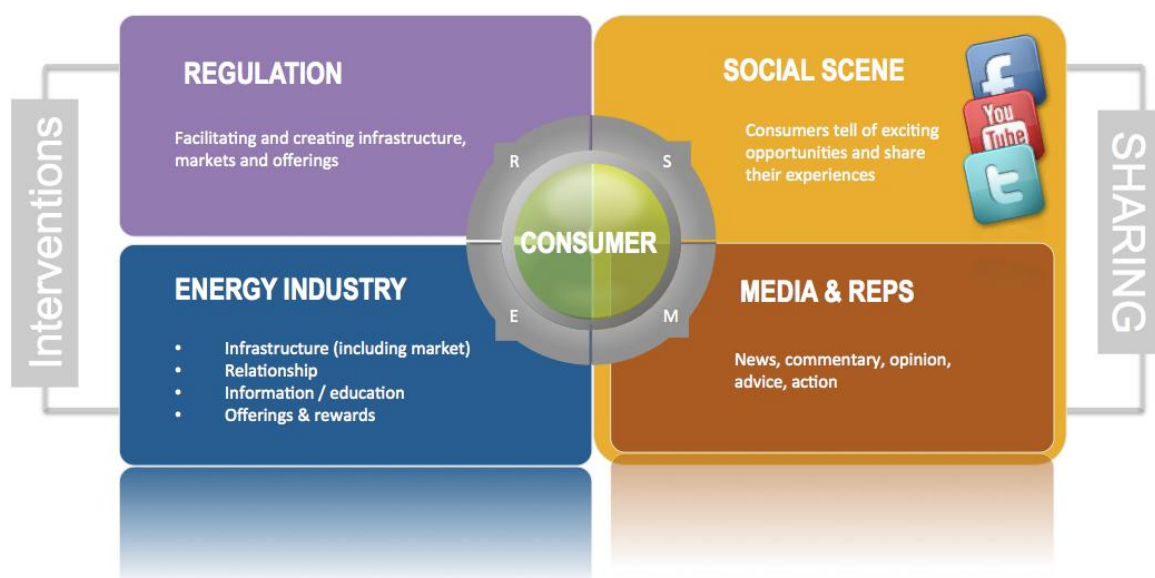 Interventions
REGULATION
Facilitating and creating infrastructure,
markets and offerings
ENERGY INDUSTRY
• Infrastructure (including market)
• Relationship
• Information / education
• Offerings & rewards
R
S
CONSUMER
E
M
SOCIAL SCENE
Consumers tell of exciting
opportunities and share
their experiences
f
You
Tube
t
MEDIA & REPS
News, commentary, opinion,
advice, action
SHARING